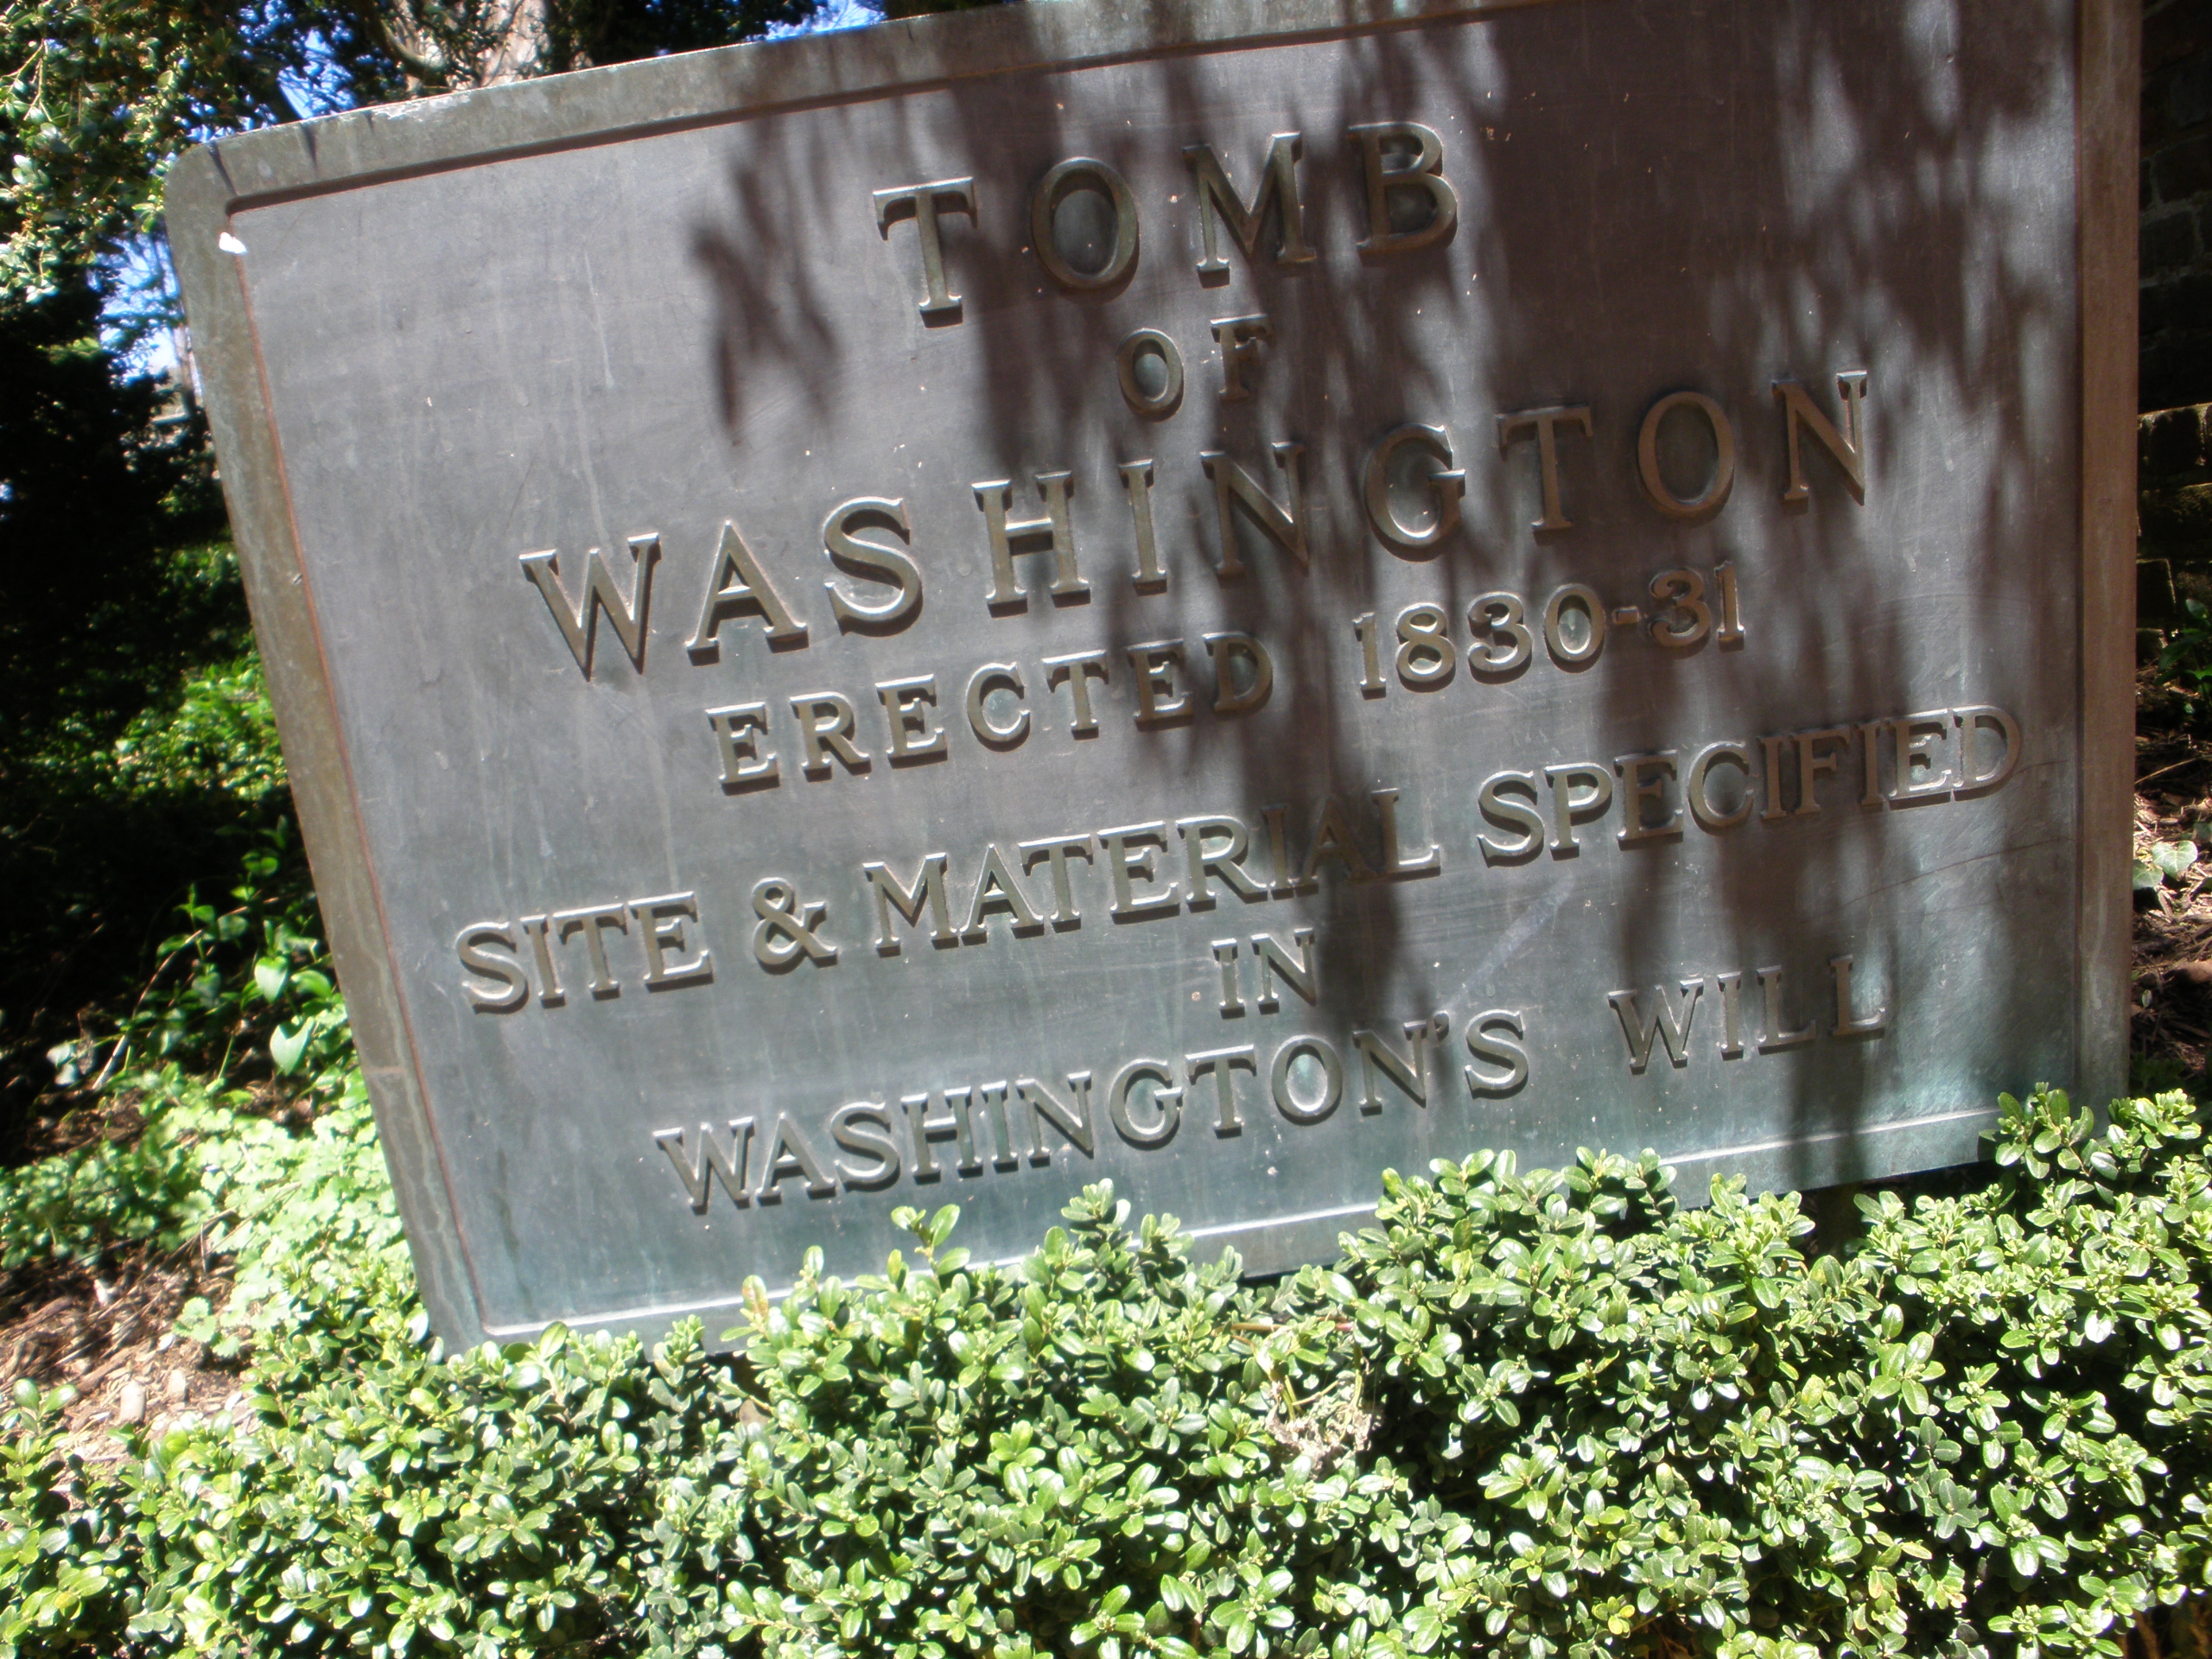 TOMB
OF
WASHINGTON
ERECTED 1830-31
SITE & MATERIAL SPECIFIED
IN
WASHINGTON'S WILL